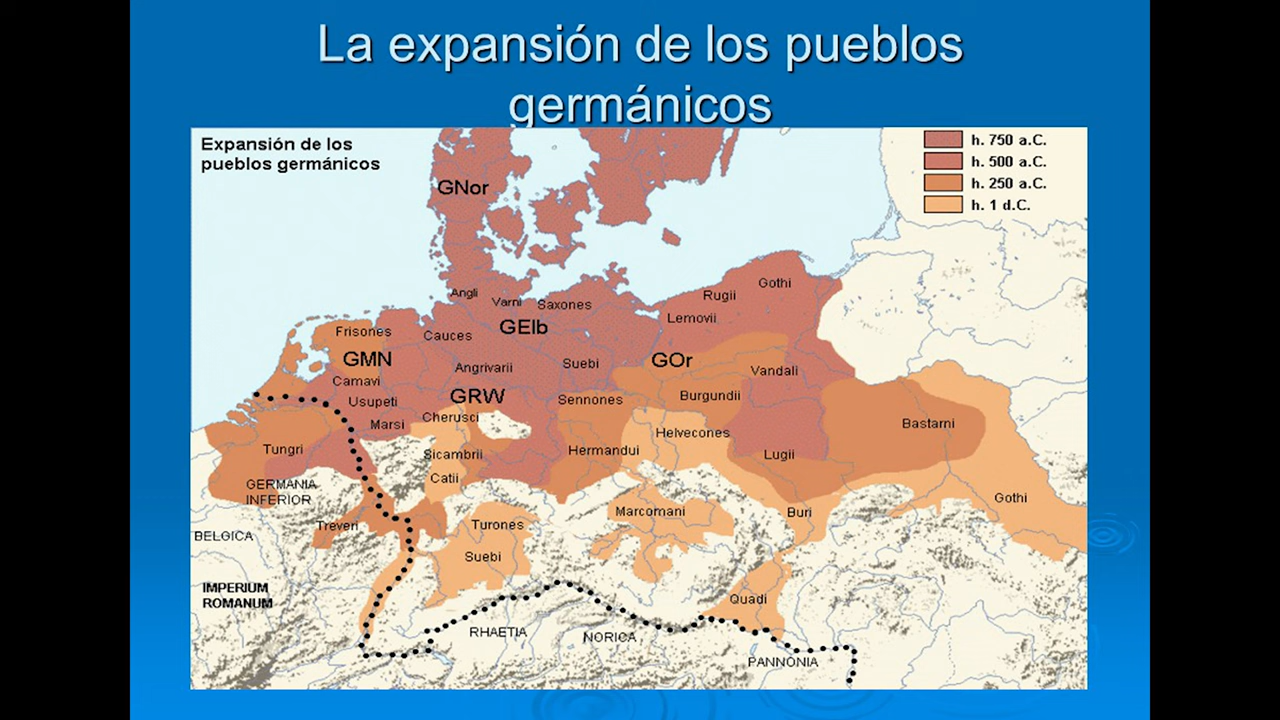 La expansión de los pueblos
germánicos
Expansión de los
pueblos germánicos
h. 750 a.C.
h. 500 a.C.
h. 250 a.C.
h. 1 d.C.
GNor
Angli
Varni
Saxones
Rugii
Gothi
Lemovii
Frisones
Cauces
GElb
GMN
Angrivarii
Suebi
GOr
Vandali
Camavi
Usupeti
GRW
Sennones
Burgundii
Marsi
Cherusci
Helvecones
Bastarni
Tungri
Sicambrii
Hermandui
Lugii
Catii
GERMANIA
INFERIOR
Gothi
Treveri
Turones
Marcomani
Buri
BELGICA
Suebi
IMPERIUM
ROMANUM
Quadi
RHAETIA
NORICA
PANNONIA